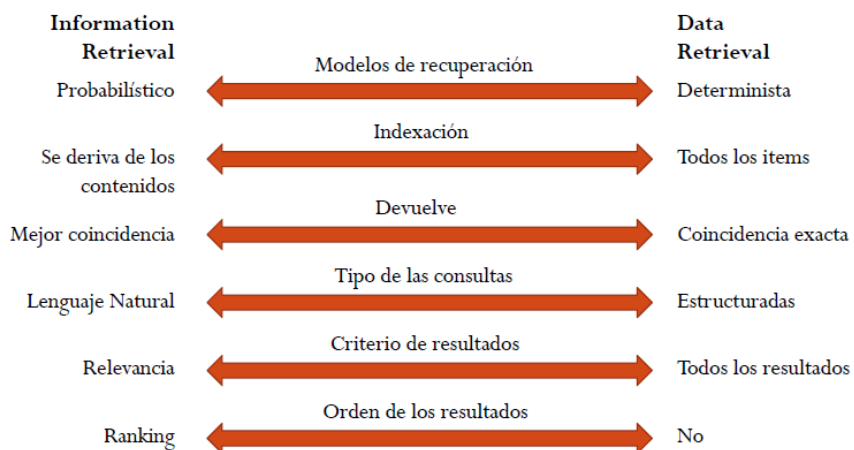 Information
Retrieval
Data
Retrieval
Modelos de recuperación
Probabilístico
Determinista
Indexación
Se deriva de los
contenidos
Todos los items
Devuelve
Mejor coincidencia
Coincidencia exacta
Tipo de las consultas
Lenguaje Natural
Estructuradas
Criterio de resultados
Relevancia
Todos los resultados
Orden de los resultados
Ranking
No